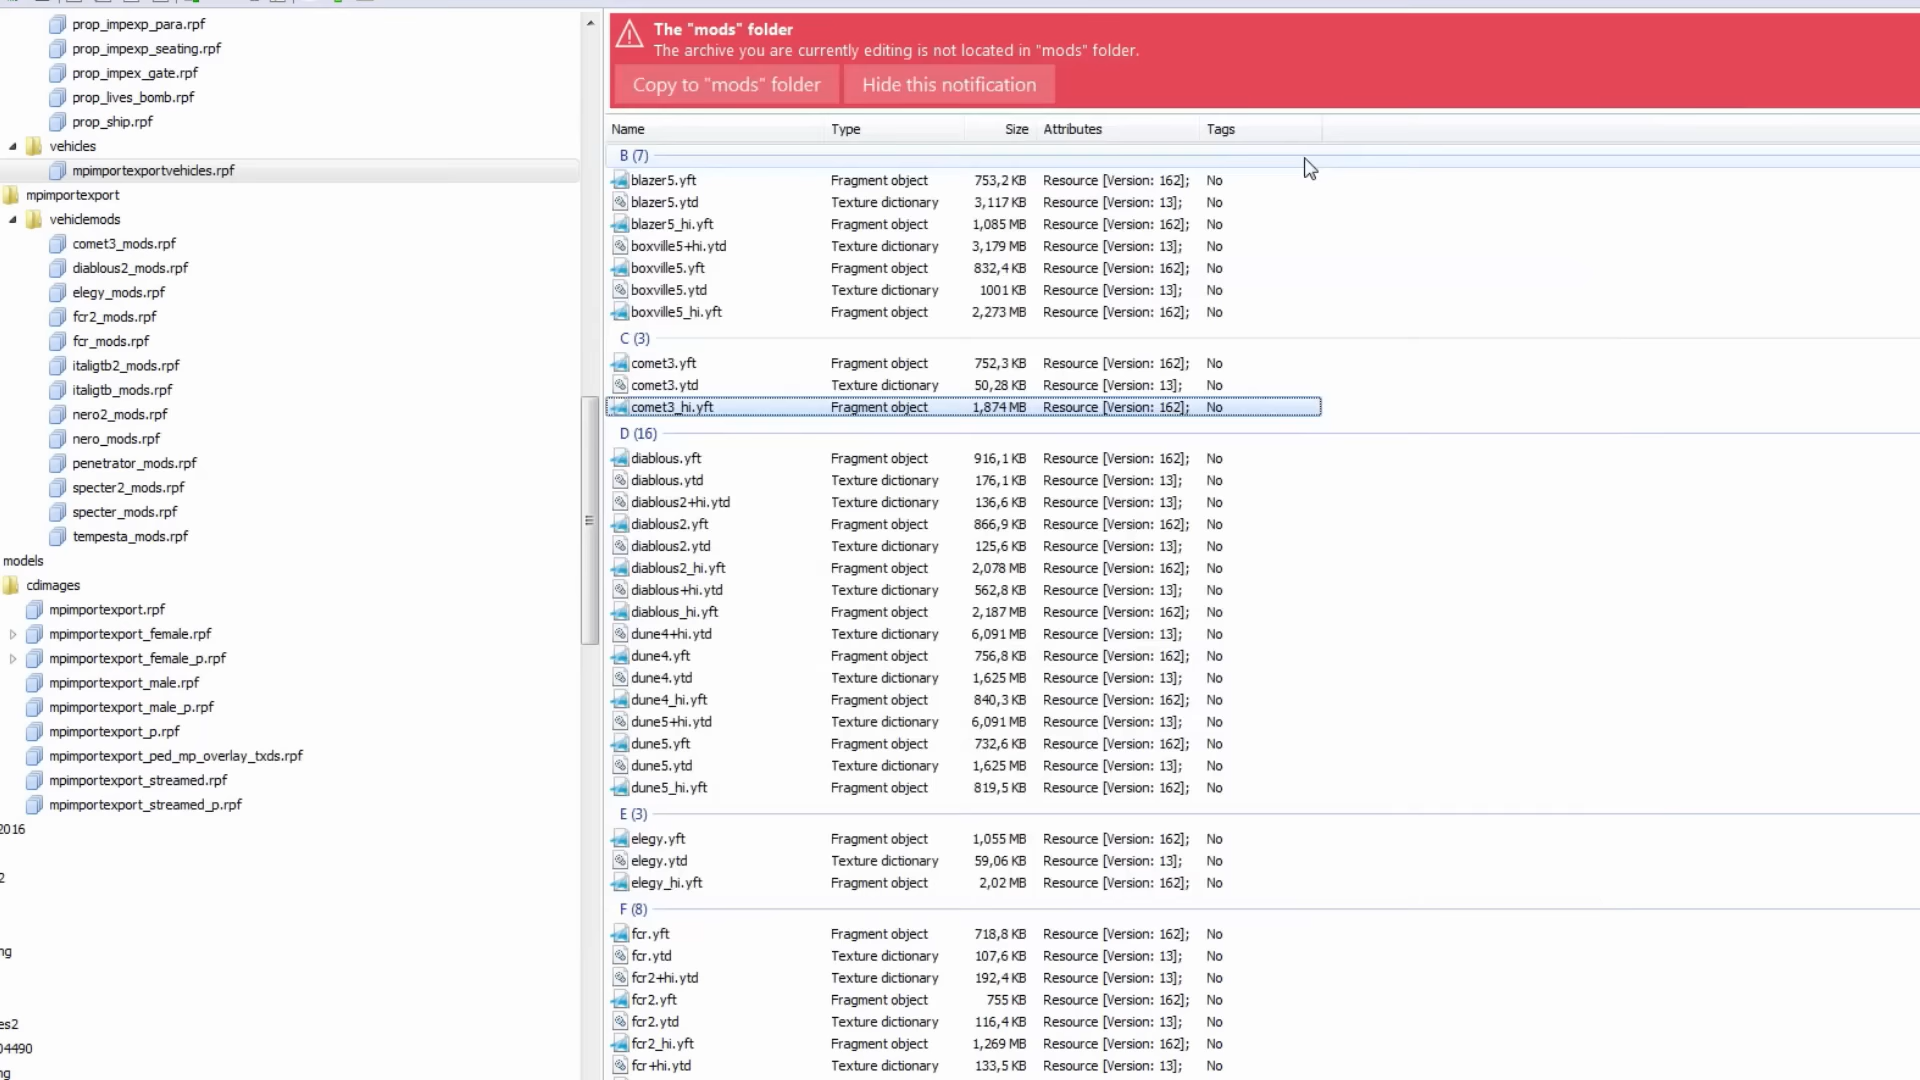 prop_impexp_para.rpf
prop_impexp_seating.rpf
prop_impex_gate.rpf
prop_lives_bomb.rpf
prop_ship.rpf
vehicles
mpimportexportvehicles.rpf
mpimportexport
vehiclemods
comet3_mods.rpf
diablous2_mods.rpf
elegy_mods.rpf
fcr2_mods.rpf
fcr_mods.rpf
italigtb2_mods.rpf
italigtb_mods.rpf
nero2_mods.rpf
nero_mods.rpf
penetrator_mods.rpf
specter2_mods.rpf
specter_mods.rpf
tempesta_mods.rpf
models
cdimages
mpimportexport.rpf
mpimportexport_female.rpf
mpimportexport_female_p.rpf
mpimportexport_male.rpf
mpimportexport_male_p.rpf
mpimportexport_p.rpf
mpimportexport_ped_mp_overlay_txds.rpf
mpimportexport_streamed.rpf
mpimportexport_streamed_p.rpf
2016
2
ng
es2
04490
ng
The "mods" folder
The archive you are currently editing is not located in "mods" folder.
Copy to "mods" folder Hide this notification
Name Type Size Attributes Tags
B (7)
blazer5.yft Fragment object 753,2 KB Resource [Version: 162]; No
blazer5.ytd Texture dictionary 3,117 KB Resource [Version: 13]; No
blazer5_hi.yft Fragment object 1,085 MB Resource [Version: 162]; No
boxville5+hi.ytd Texture dictionary 3,179 MB Resource [Version: 13]; No
boxville5.yft Fragment object 832,4 KB Resource [Version: 162]; No
boxville5.ytd Texture dictionary 1001 KB Resource [Version: 13]; No
boxville5_hi.yft Fragment object 2,273 MB Resource [Version: 162]; No
C (3)
comet3.yft Fragment object 752,3 KB Resource [Version: 162]; No
comet3.ytd Texture dictionary 50,28 KB Resource [Version: 13]; No
comet3_hi.yft Fragment object 1,874 MB Resource [Version: 162]; No
D (16)
diablous.yft Fragment object 916,1 KB Resource [Version: 162]; No
diablous.ytd Texture dictionary 176,1 KB Resource [Version: 13]; No
diablous2+hi.ytd Texture dictionary 136,6 KB Resource [Version: 13]; No
diablous2.yft Fragment object 866,9 KB Resource [Version: 162]; No
diablous2.ytd Texture dictionary 125,6 KB Resource [Version: 13]; No
diablous2_hi.yft Fragment object 2,078 MB Resource [Version: 162]; No
diablous+hi.ytd Texture dictionary 562,8 KB Resource [Version: 13]; No
diablous_hi.yft Fragment object 2,187 MB Resource [Version: 162]; No
dune4+hi.ytd Texture dictionary 6,091 MB Resource [Version: 13]; No
dune4.yft Fragment object 756,8 KB Resource [Version: 162]; No
dune4.ytd Texture dictionary 1,625 MB Resource [Version: 13]; No
dune4_hi.yft Fragment object 840,3 KB Resource [Version: 162]; No
dune5+hi.ytd Texture dictionary 6,091 MB Resource [Version: 13]; No
dune5.yft Fragment object 732,6 KB Resource [Version: 162]; No
dune5.ytd Texture dictionary 1,625 MB Resource [Version: 13]; No
dune5_hi.yft Fragment object 819,5 KB Resource [Version: 162]; No
E (3)
elegy.yft Fragment object 1,055 MB Resource [Version: 162]; No
elegy.ytd Texture dictionary 59,06 KB Resource [Version: 13]; No
elegy_hi.yft Fragment object 2,02 MB Resource [Version: 162]; No
F (8)
fcr.yft Fragment object 718,8 KB Resource [Version: 162]; No
fcr.ytd Texture dictionary 107,6 KB Resource [Version: 13]; No
fcr2+hi.ytd Texture dictionary 192,4 KB Resource [Version: 13]; No
fcr2.yft Fragment object 755 KB Resource [Version: 162]; No
fcr2.ytd Texture dictionary 116,4 KB Resource [Version: 13]; No
fcr2_hi.yft Fragment object 1,269 MB Resource [Version: 162]; No
fcr+hi.ytd Texture dictionary 133,5 KB Resource [Version: 13]; No